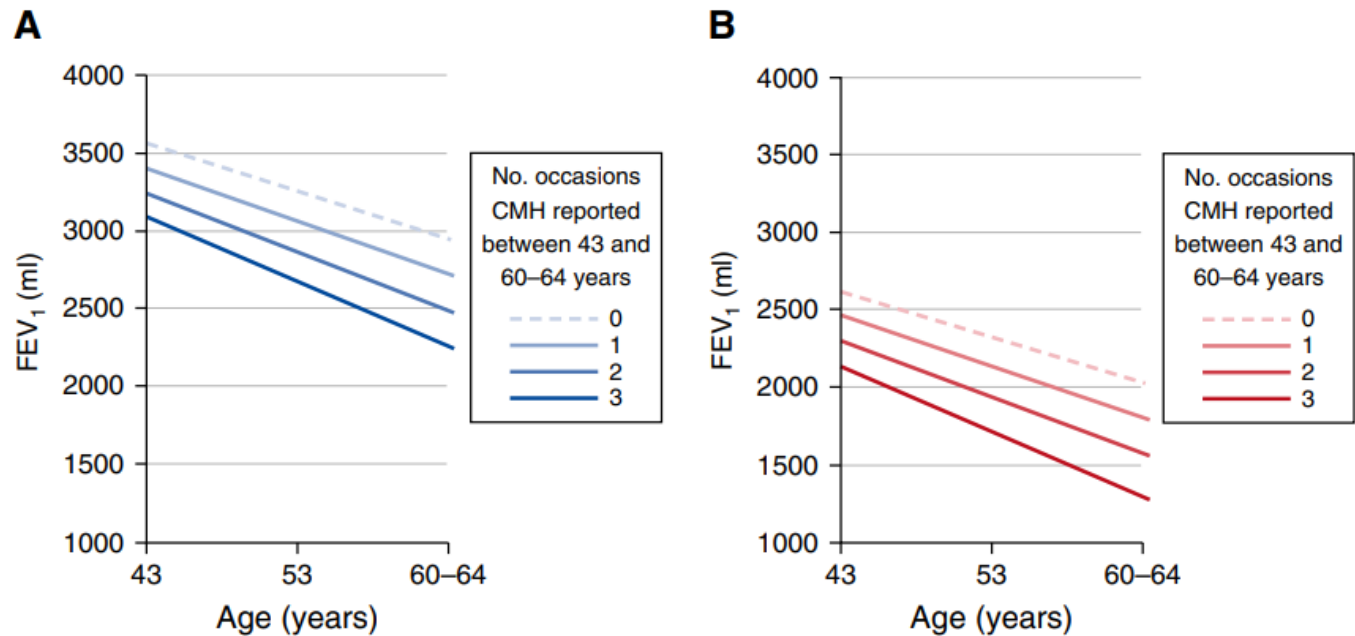 A
FEV1 (ml)
4000
3500
3000
2500
2000
1500
1000
43
53
60–64
Age (years)
No. occasions
CMH reported
between 43 and
60–64 years
0
1
2
3
B
FEV1 (ml)
4000
3500
3000
2500
2000
1500
1000
43
53
60–64
Age (years)
No. occasions
CMH reported
between 43 and
60–64 years
0
1
2
3